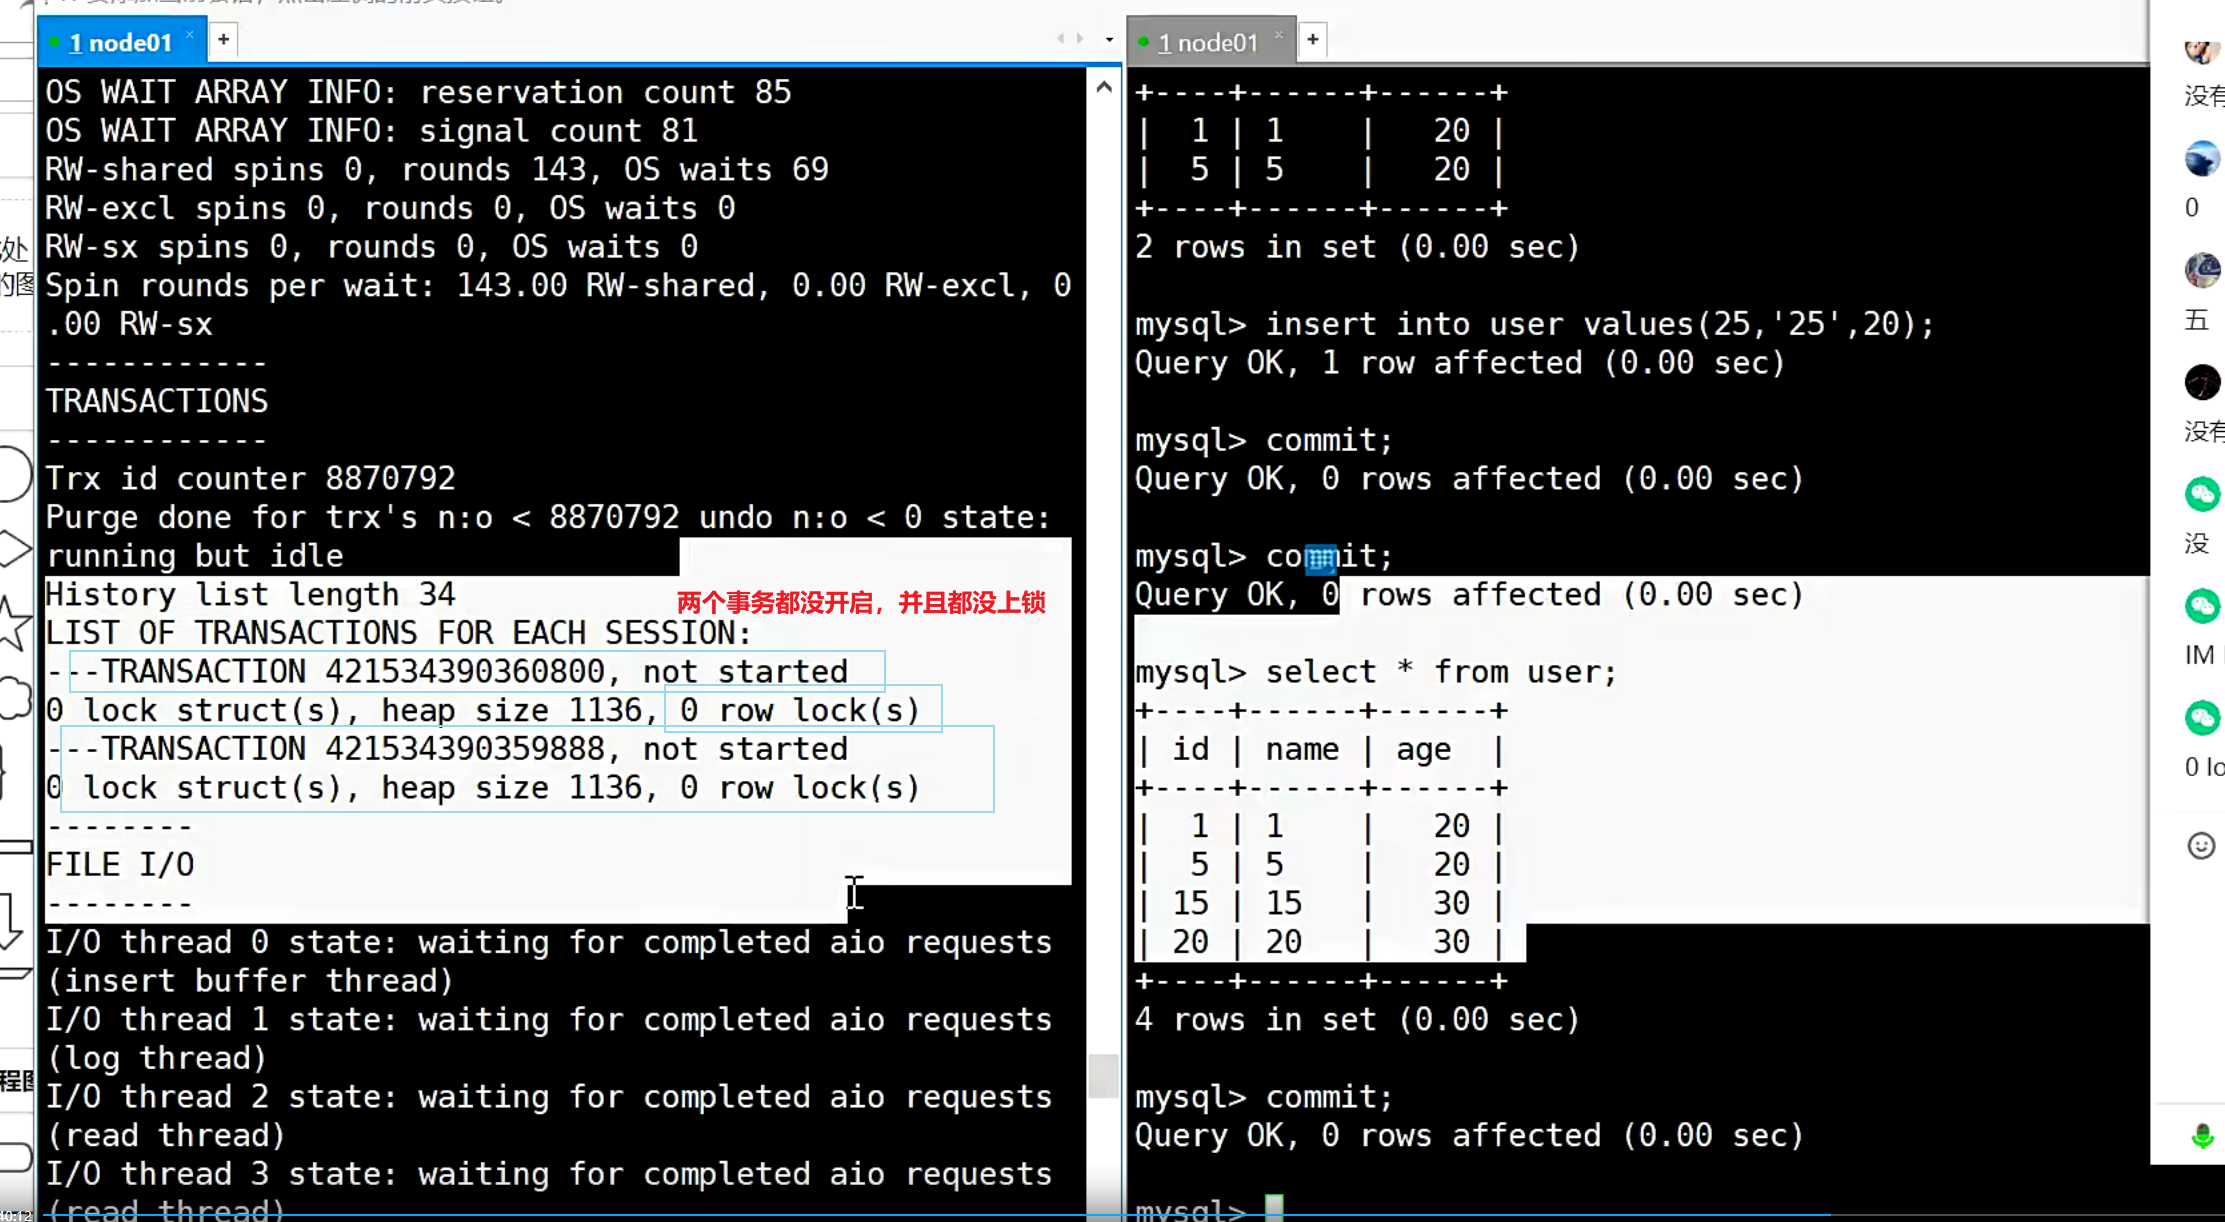 1 node01
OS WAIT ARRAY INFO: reservation count 85
OS WAIT ARRAY INFO: signal count 81
RW-shared spins 0, rounds 143, OS waits 69
RW-excl spins 0, rounds 0, OS waits 0
RW-sx spins 0, rounds 0, OS waits 0
Spin rounds per wait: 143.00 RW-shared, 0.00 RW-excl, 0
.00 RW-sx
------------
TRANSACTIONS
------------
Trx id counter 8870792
Purge done for trx's n:o < 8870792 undo n:o < 0 state:
running but idle
History list length 34
两个事务都没开启，并且都没上锁
LIST OF TRANSACTIONS FOR EACH SESSION:
---TRANSACTION 421534390360800, not started
0 lock struct(s), heap size 1136, 0 row lock(s)
---TRANSACTION 421534390359888, not started
0 lock struct(s), heap size 1136, 0 row lock(s)
--------
FILE I/O
--------
I/O thread 0 state: waiting for completed aio requests
(insert buffer thread)
I/O thread 1 state: waiting for completed aio requests
(log thread)
I/O thread 2 state: waiting for completed aio requests
(read thread)
I/O thread 3 state: waiting for completed aio requests
(read thread)
40:12
1 node01
+----+------+------+
|  1 | 1    |   20 |
|  5 | 5    |   20 |
+----+------+------+
2 rows in set (0.00 sec)
mysql> insert into user values(25,'25',20);
Query OK, 1 row affected (0.00 sec)
mysql> commit;
Query OK, 0 rows affected (0.00 sec)
mysql> commit;
Query OK, 0 rows affected (0.00 sec)
mysql> select * from user;
+----+------+------+
| id | name | age  |
+----+------+------+
|  1 | 1    |   20 |
|  5 | 5    |   20 |
| 15 | 15   |   30 |
| 20 | 20   |   30 |
+----+------+------+
4 rows in set (0.00 sec)
mysql> commit;
Query OK, 0 rows affected (0.00 sec)
mysql>
处
的图
程图
没有
0
五
没有
没
IM
0 lo